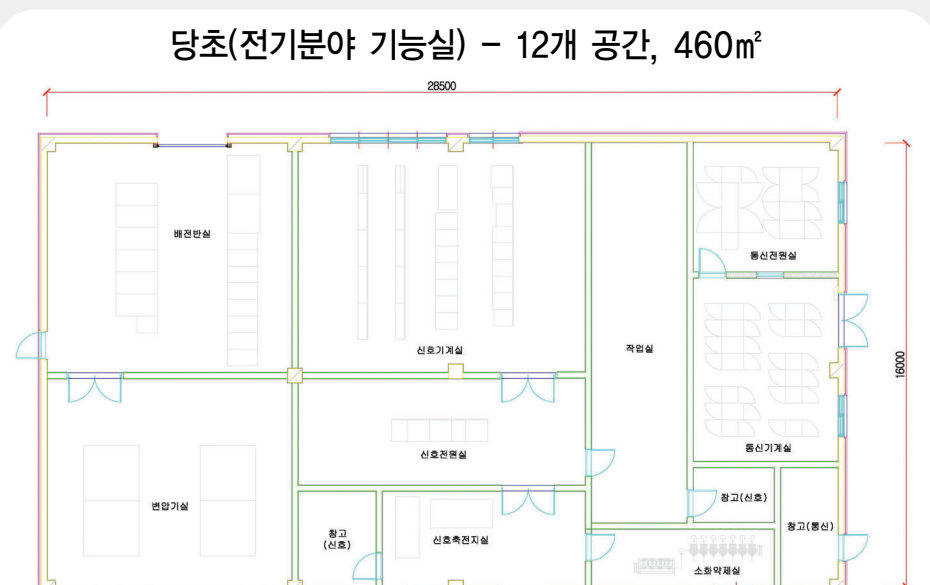 당초(전기분야 기능실) - 12개 공간, 460㎡
28500
배전반실
통신전원실
신호기계실
작업실
16000
통신기계실
신호전원실
창고(신호)
변압기실
창고
(신호)
신호축전지실
창고(통신)
소화약제실